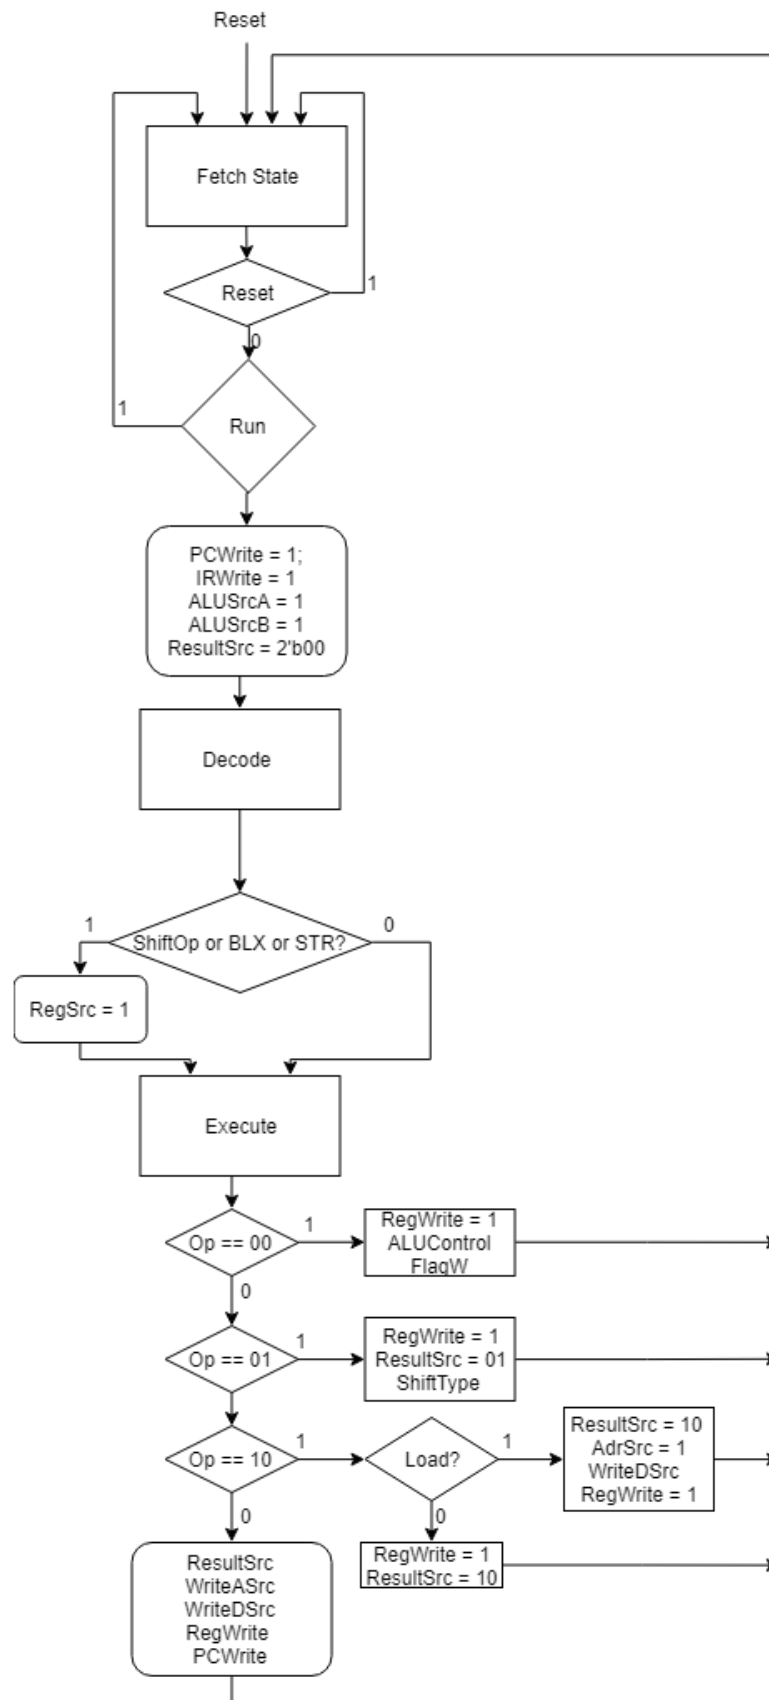 Reset
Fetch State
Reset
1
0
Run
1
PCWrite = 1;
IRWrite = 1
ALUSrcA = 1
ALUSrcB = 1
ResultSrc = 2'b00
Decode
ShiftOp or BLX or STR?
1
0
RegSrc = 1
Execute
Op == 00
1
0
RegWrite = 1
ALUControl
FlagW
Op == 01
1
RegWrite = 1
ResultSrc = 01
ShiftType
Op == 10
1
0
Load?
1
0
ResultSrc = 10
AdrSrc = 1
WriteDSrc
RegWrite = 1
RegWrite = 1
ResultSrc = 10
ResultSrc
WriteASrc
WriteDSrc
RegWrite
PCWrite